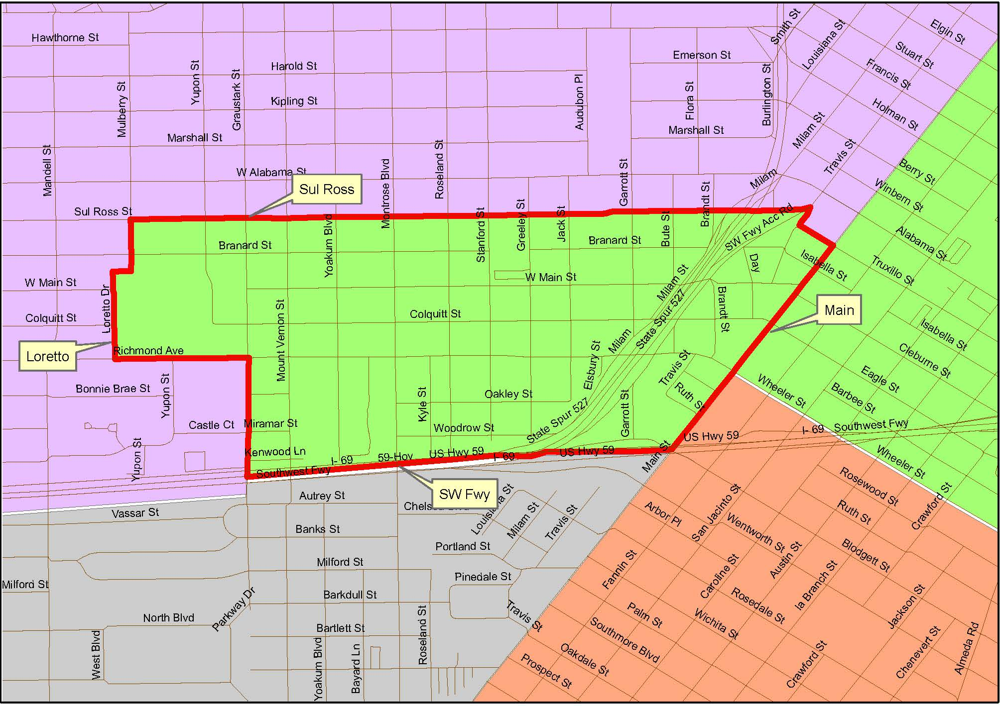 Hawthorne St
Harold St
Kipling St
Marshall St
W Alabama St
Mandell St
Mulberry St
Yupon St
Graustark St
Montrose Blvd
Roseland St
Audubon Pl
Garrott St
Flora St
Burlington St
Emerson St
Marshall St
Smith St
Louisiana St
Elgin St
Stuart St
Francis St
Holman St
Milam St
Travis St
Berry St
Winbern St
Alabama St
Truxillo St
Isabella St
Cleburne St
Eagle St
Barbee St
Wheeler St
Sul Ross
Sul Ross St
Branard St
Yoakum Blvd
Stanford St
Greeley St
Jack St
Branard St
Bute St
Brandt St
Milam
SW Fwy Acc Rd
Day
Isabella St
W Main St
W Main St
Colquitt St
Loretto Dr
Colquitt St
Mount Vernon St
Milam St
State Spur 527
Brandt St
Main
Loretto
Richmond Ave
Milam
Elsbury St
Travis St
Ruth St
Bonnie Brae St
Yupon St
Castle Ct
Miramar St
Kyle St
Oakley St
Woodrow St
State Spur 527
Garrott St
Kenwood Ln
Yupon St
Southwest Fwy
I- 69
59-Hov
US Hwy 59
I- 69
US Hwy 59
Main St
US Hwy 59
I- 69
Southwest Fwy
Wheeler St
SW Fwy
Vassar St
Autrey St
Banks St
Louisiana St
Milam St
Travis St
Portland St
Milford St
Milford St
Pinedale St
Barkdull St
Parkway Dr
North Blvd
Bartlett St
West Blvd
Yoakum Blvd
Bayard Ln
Roseland St
Travis St
Arbor Pl
San Jacinto St
Wentworth St
Rosewood St
Ruth St
Crawford St
Blodgett St
Fannin St
Caroline St
Austin St
la Branch St
Rosedale St
Wichita St
Palm St
Southmore Blvd
Oakdale St
Prospect St
Jackson St
Crawford St
Chenevert St
Almeda Rd